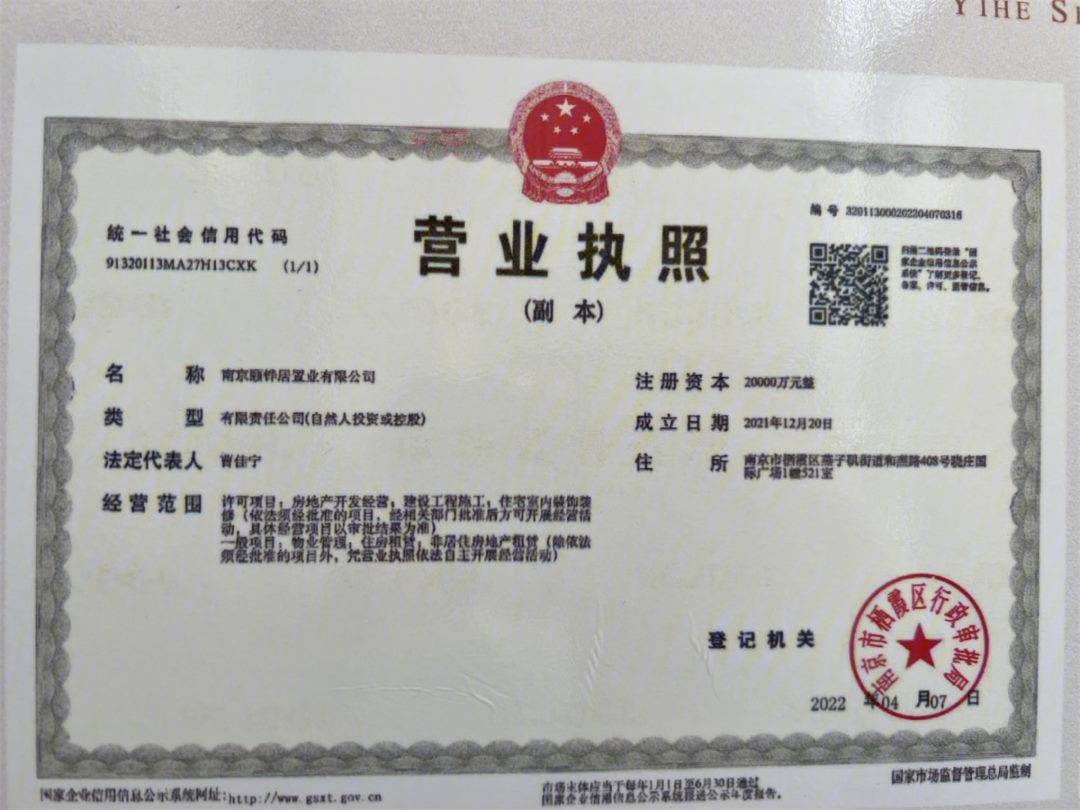 YIHE S
统一社会信用代码
91320113MA27H13CXK (1/1)
营业执照
(副 本)
编号 320113000202204070316
扫描二维码登录“国
家企业信用信息公示
系统”了解更多登记、
备案、许可、监管信息。
名 称 南京颐铧居置业有限公司
类 型 有限责任公司(自然人投资或控股)
法定代表人 曹佳宁
经营范围 许可项目：房地产开发经营；建设工程施工；住宅室内装饰装
修（依法须经批准的项目，经相关部门批准后方可开展经营活
动，具体经营项目以审批结果为准）
一般项目：物业管理；住房租赁；非居住房地产租赁（除依法
须经批准的项目外，凭营业执照依法自主开展经营活动）
注册资本 20000万元整
成立日期 2021年12月20日
住 所 南京市栖霞区燕子矶街道和燕路408号晓庄国
际广场1幢521室
登记机关
南京市栖霞区行政审批局
2022 年04 月07 日
国家企业信用信息公示系统网址:http://www.gsxt.gov.cn
市场主体应当于每年1月1日至6月30日通过
国家企业信用信息公示系统报送公示年度报告。
国家市场监督管理总局监制